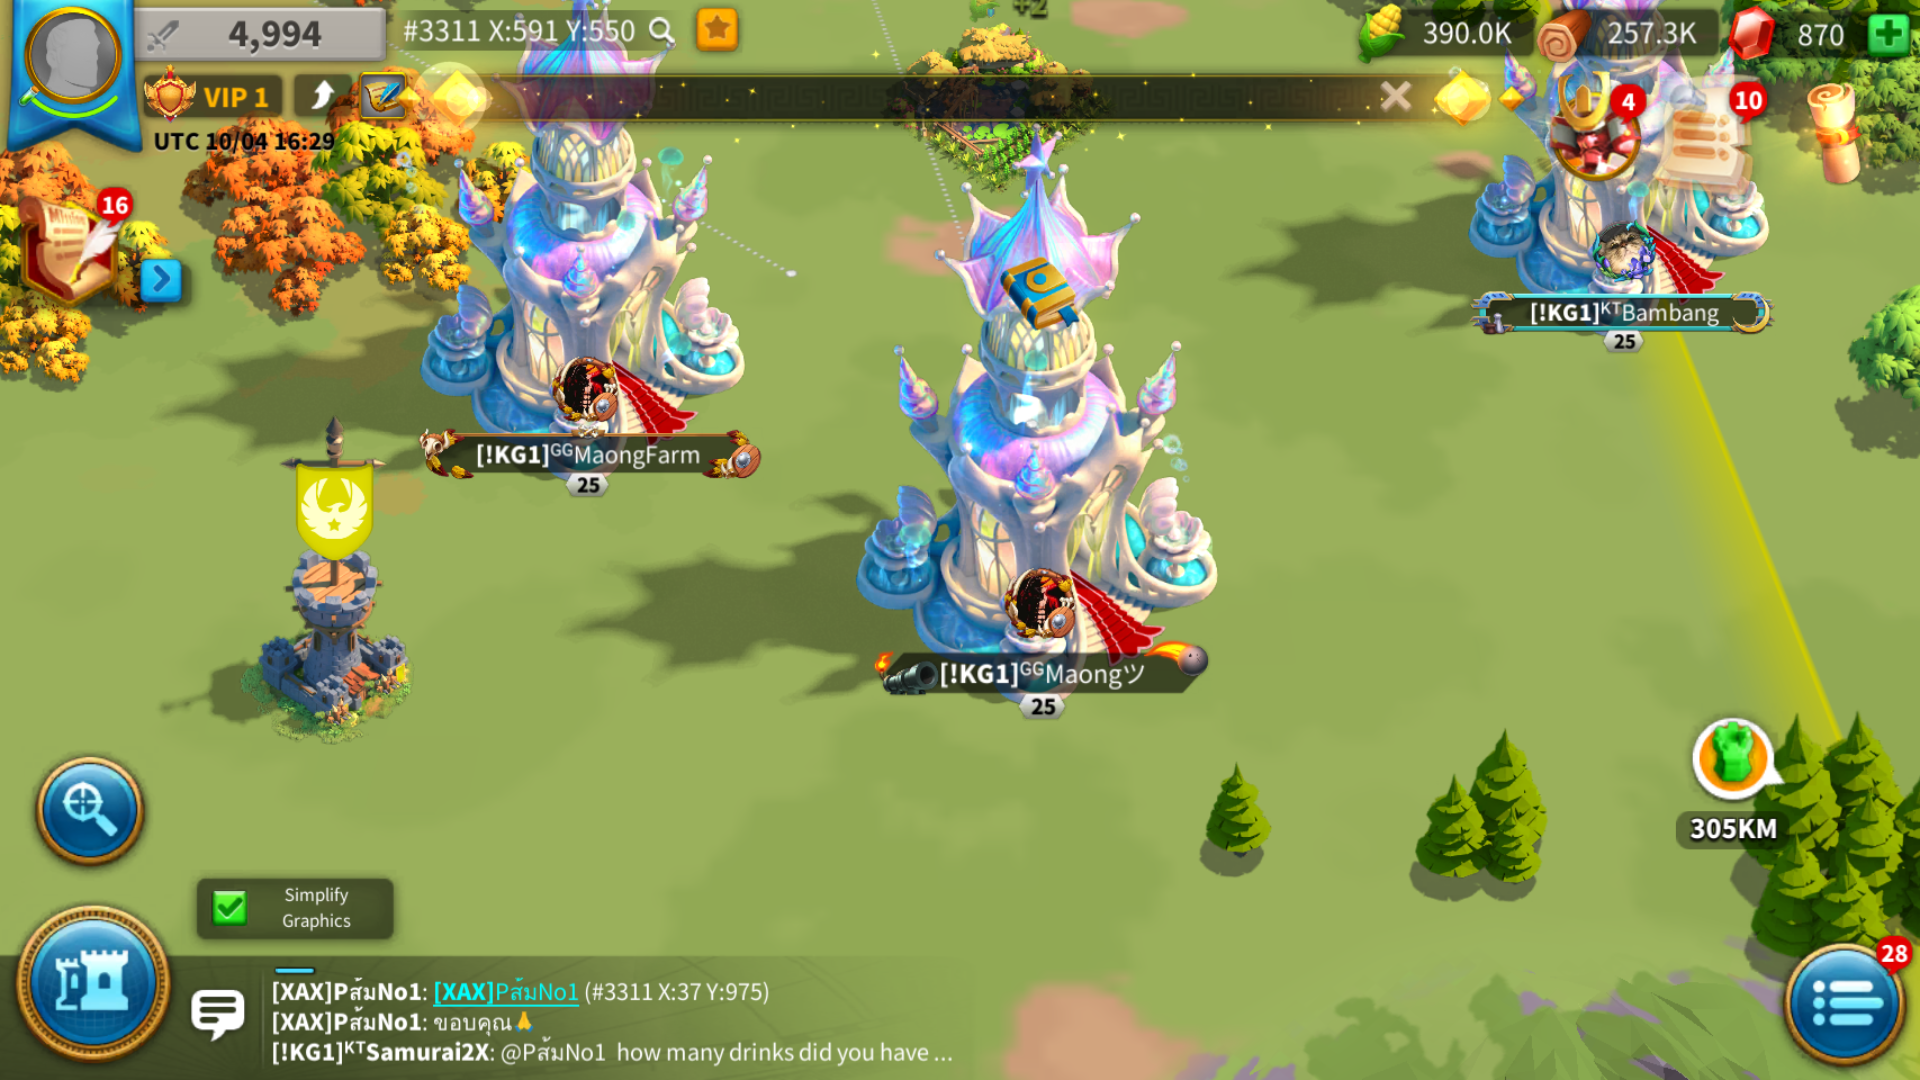 4,994
#3311 X:591 Y:550
+2
390.0K
257.3K
870
VIP 1
UTC 10/04 16:29
4
10
Mission
16
[!KG1]ᴷᵀBambang
25
[!KG1]ᴳᴳMaongFarm
25
[!KG1]ᴳᴳMaongツ
25
305KM
Simplify
Graphics
28
[XAX]Pส้มNo1: [XAX]Pส้มNo1 (#3311 X:37 Y:975)
[XAX]Pส้มNo1: ขอบคุณ🙏
[!KG1]ᴷᵀSamurai2X: @Pส้มNo1 how many drinks did you have ...